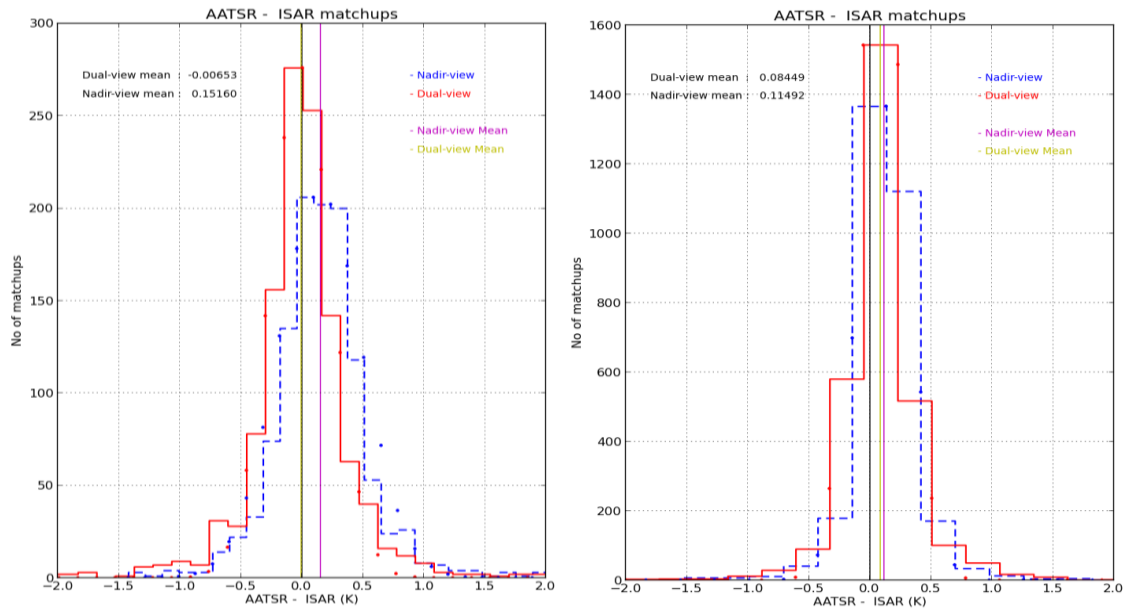 AATSR - ISAR matchups
300
250
200
150
100
50
0
No of matchups
Dual-view mean : -0.00653
Nadir-view mean : 0.15160
- Nadir-view
- Dual-view
- Nadir-view Mean
- Dual-view Mean
−2.0 −1.5 −1.0 −0.5 0.0 0.5 1.0 1.5 2.0
AATSR - ISAR (K)
AATSR - ISAR matchups
1600
1400
1200
1000
800
600
400
200
0
No of matchups
Dual-view mean : 0.08449
Nadir-view mean : 0.11492
- Nadir-view
- Dual-view
- Nadir-view Mean
- Dual-view Mean
−2.0 −1.5 −1.0 −0.5 0.0 0.5 1.0 1.5 2.0
AATSR - ISAR (K)